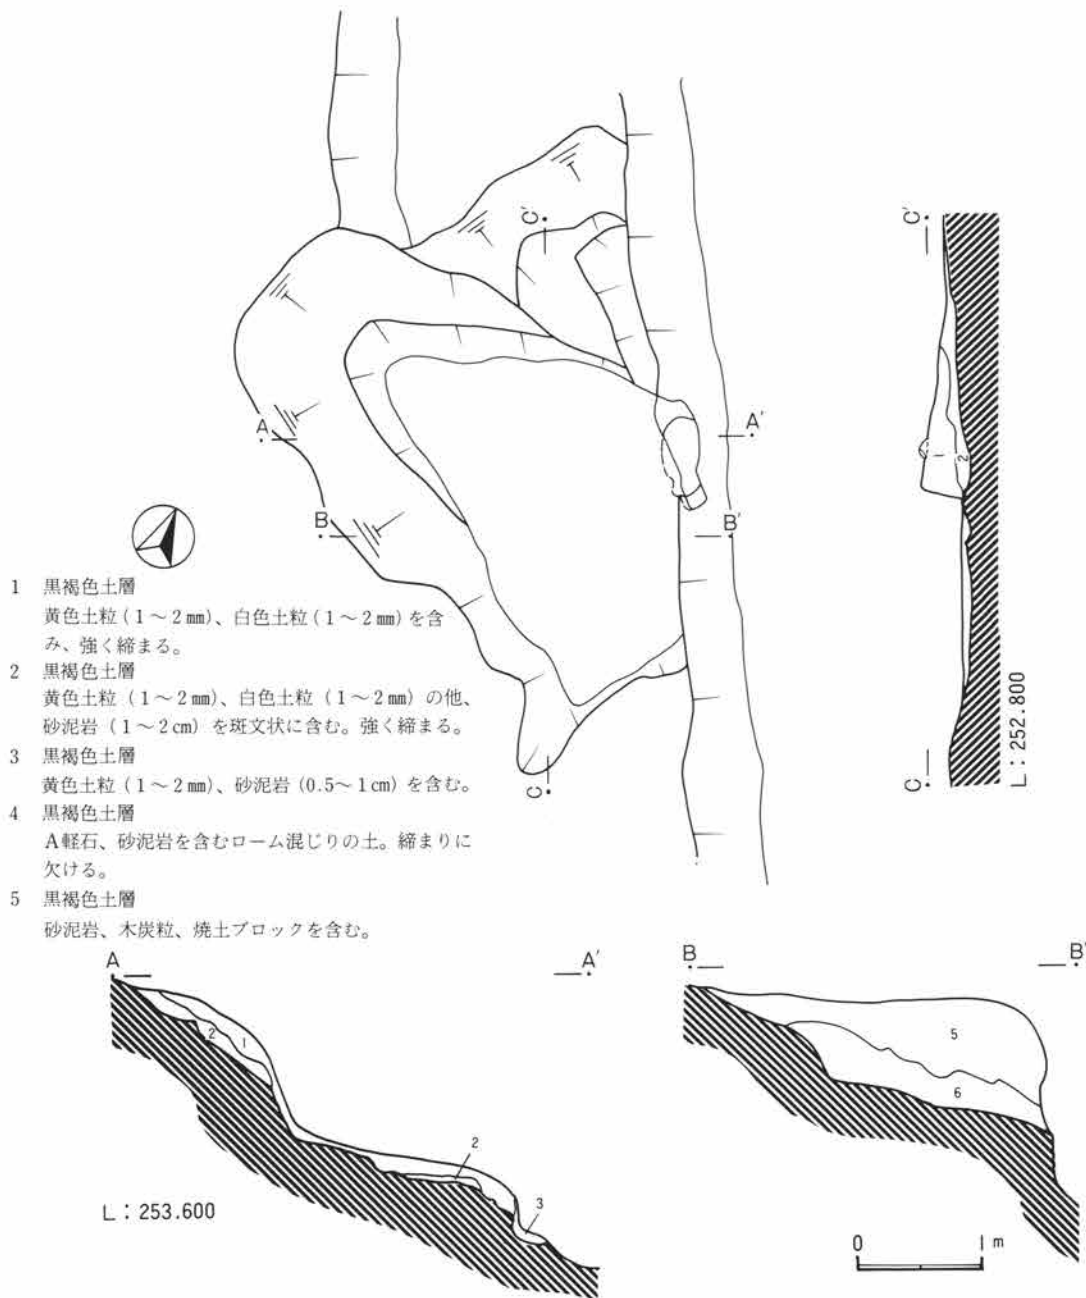 C'
A
A'
B
B'
C
C'
1
2
C
L：252.800
1 黒褐色土層
黄色土粒（1～2㎜）、白色土粒（1～2㎜）を含
み、強く締まる。
2 黒褐色土層
黄色土粒（1～2㎜）、白色土粒（1～2㎜）の他、
砂泥岩（1～2㎝）を斑文状に含む。強く締まる。
3 黒褐色土層
黄色土粒（1～2㎜）、砂泥岩（0.5～1㎝）を含む。
4 黒褐色土層
A軽石、砂泥岩を含むローム混じりの土。締まりに
欠ける。
5 黒褐色土層
砂泥岩、木炭粒、焼土ブロックを含む。
A
A'
2
1
2
3
L：253.600
B
B'
5
6
0 1 m